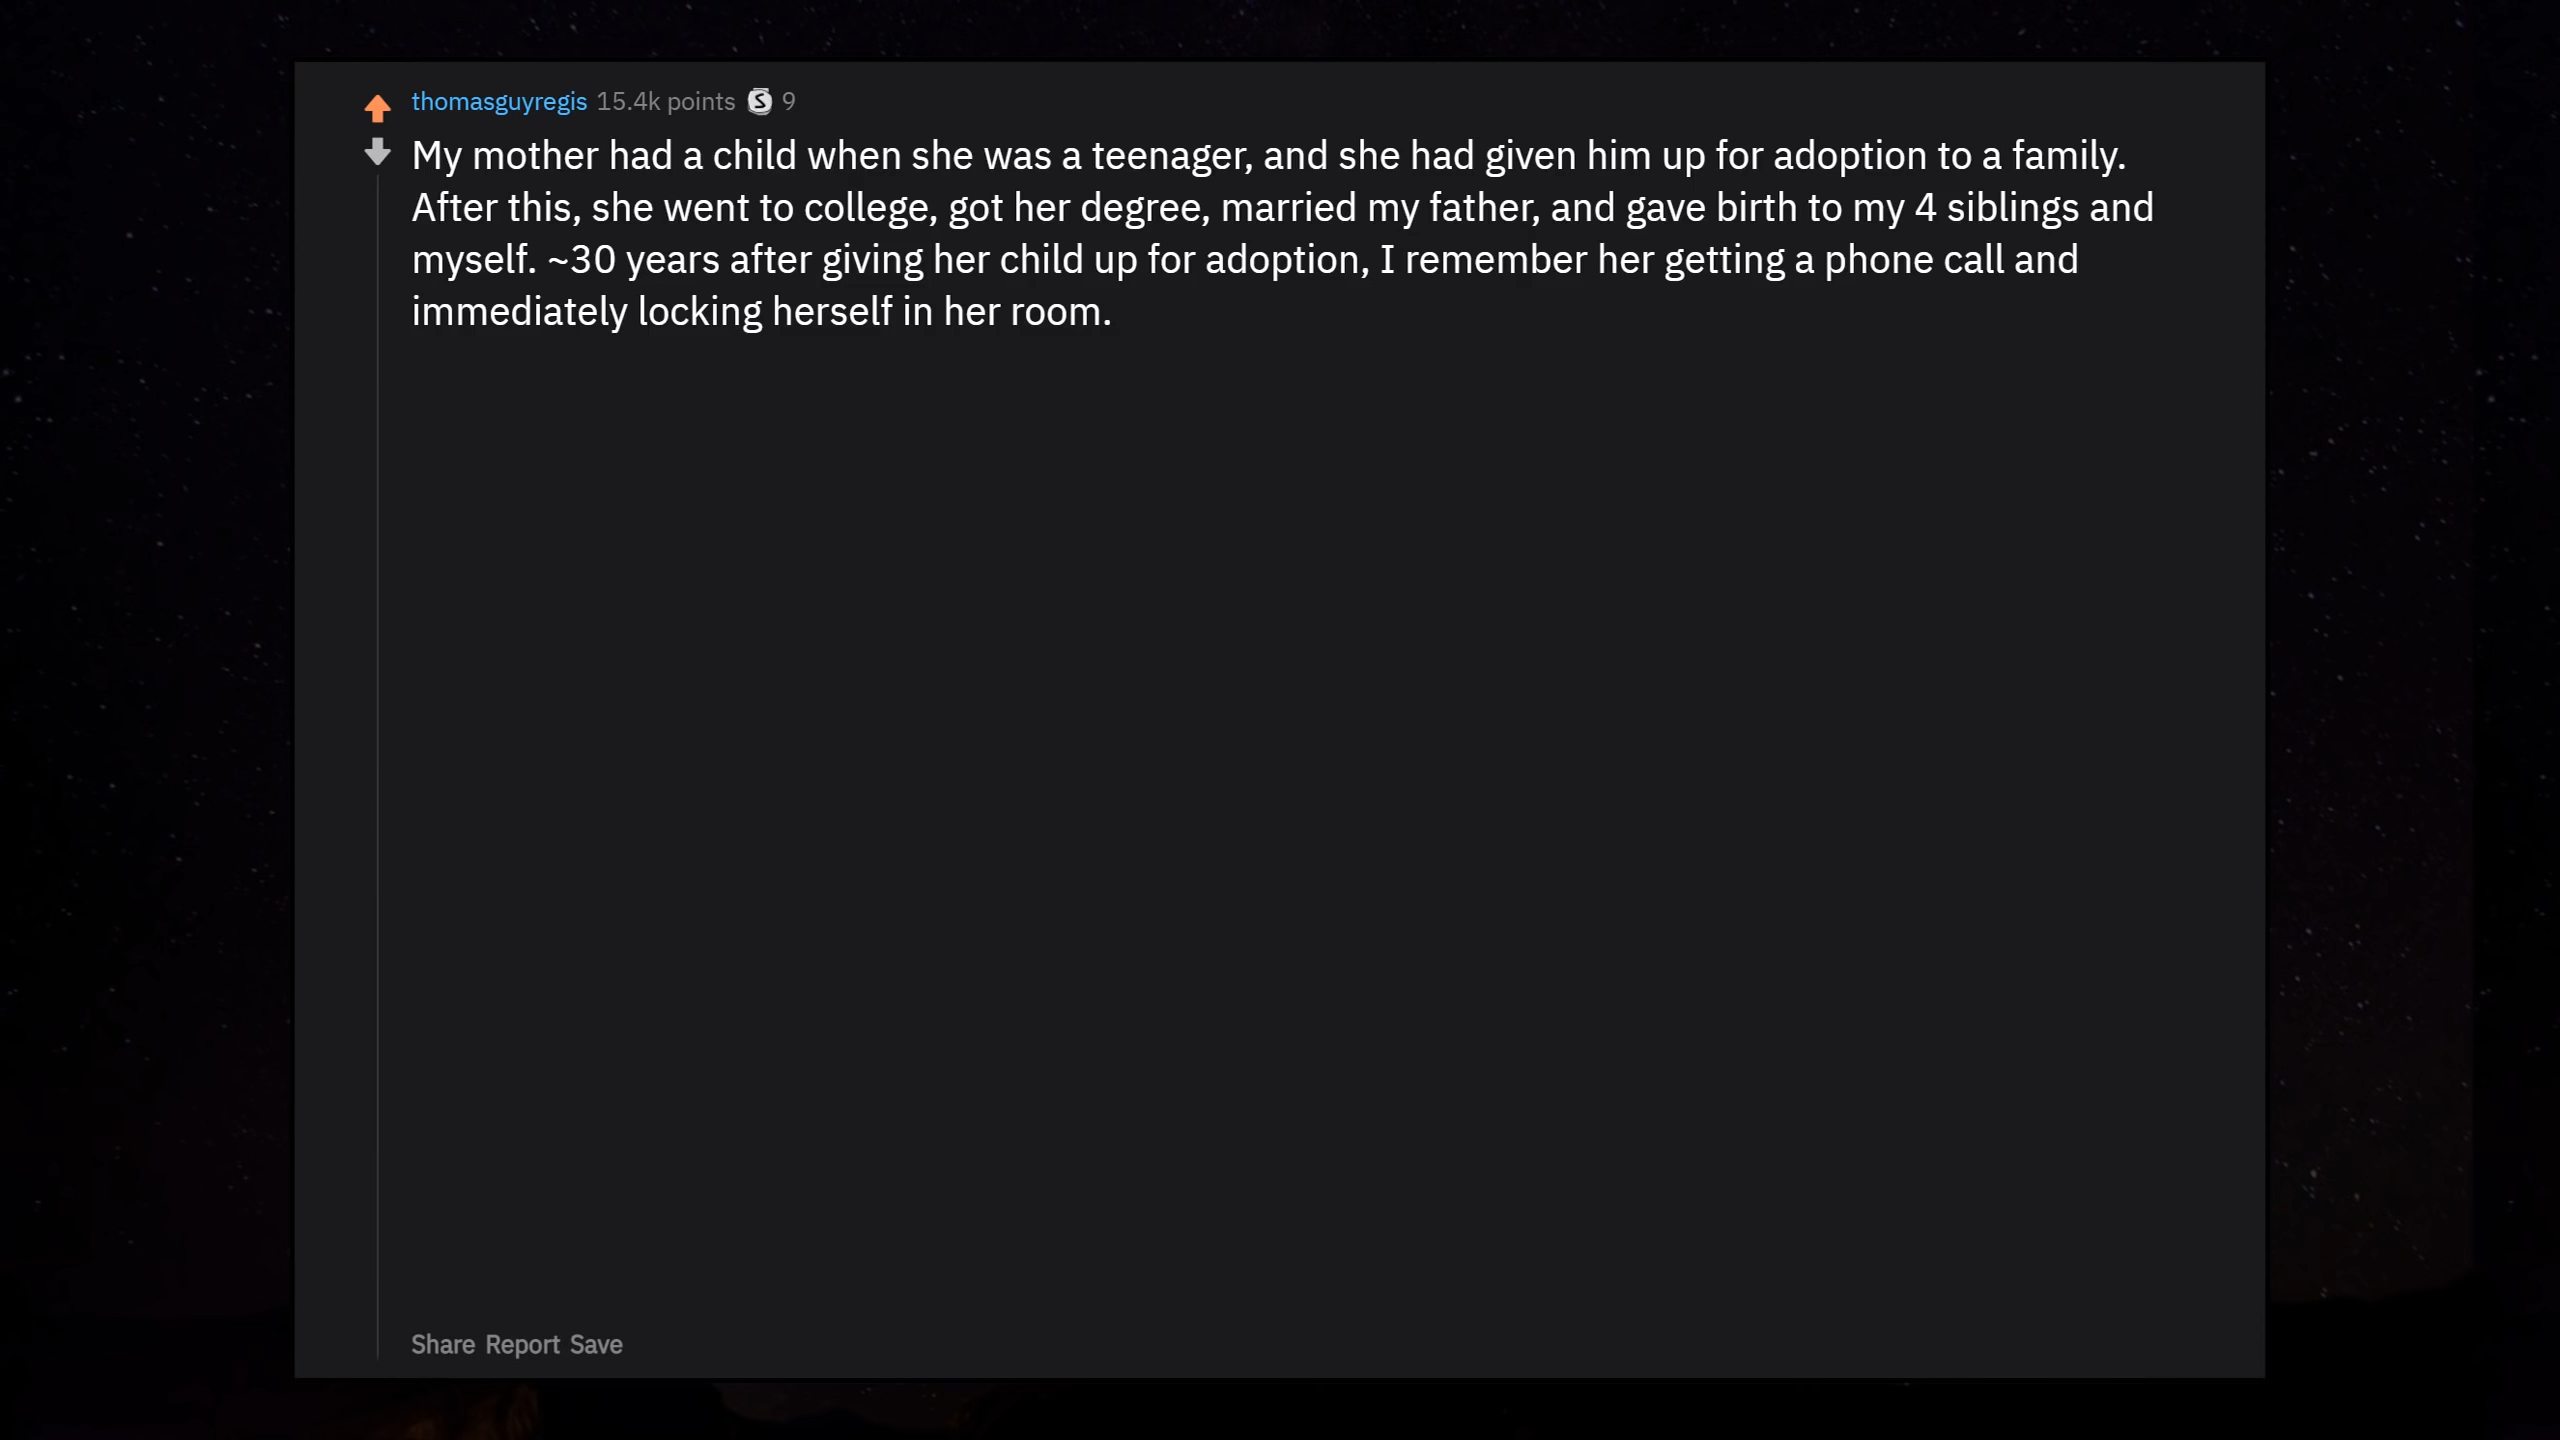 thomasguyregis 15.4k points S 9
My mother had a child when she was a teenager, and she had given him up for adoption to a family.
After this, she went to college, got her degree, married my father, and gave birth to my 4 siblings and
myself. ~30 years after giving her child up for adoption, I remember her getting a phone call and
immediately locking herself in her room.
Share Report Save